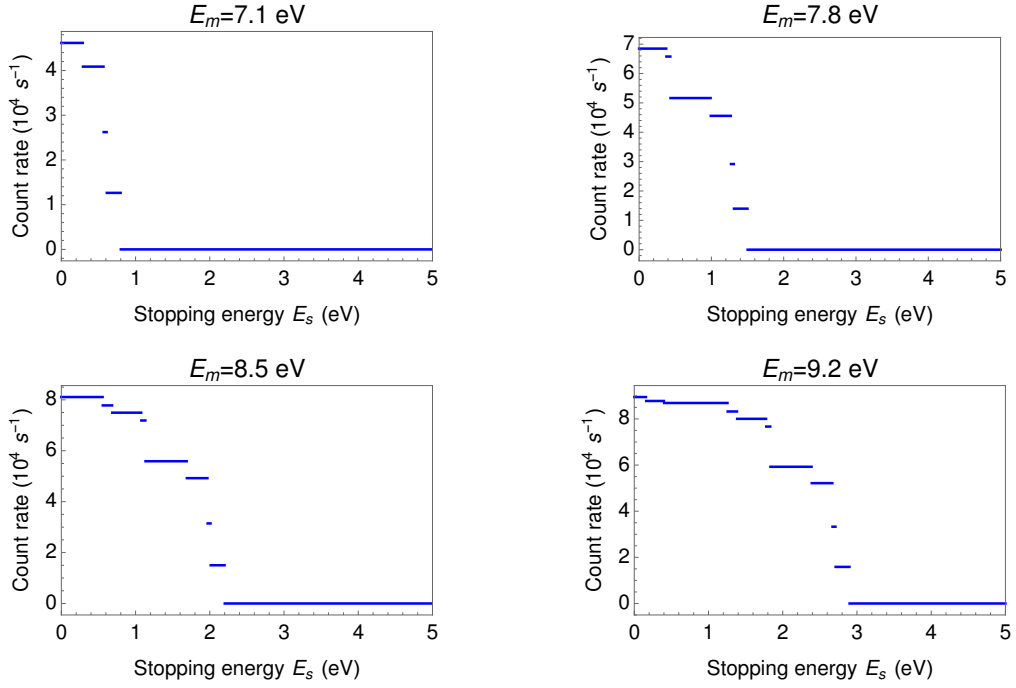 E_m=7.1 eV
Count rate (10^4 s^-1)
4
3
2
1
0
0 1 2 3 4 5
Stopping energy E_s (eV)
E_m=7.8 eV
Count rate (10^4 s^-1)
7
6
5
4
3
2
1
0
0 1 2 3 4 5
Stopping energy E_s (eV)
E_m=8.5 eV
Count rate (10^4 s^-1)
8
6
4
2
0
0 1 2 3 4 5
Stopping energy E_s (eV)
E_m=9.2 eV
Count rate (10^4 s^-1)
8
6
4
2
0
0 1 2 3 4 5
Stopping energy E_s (eV)